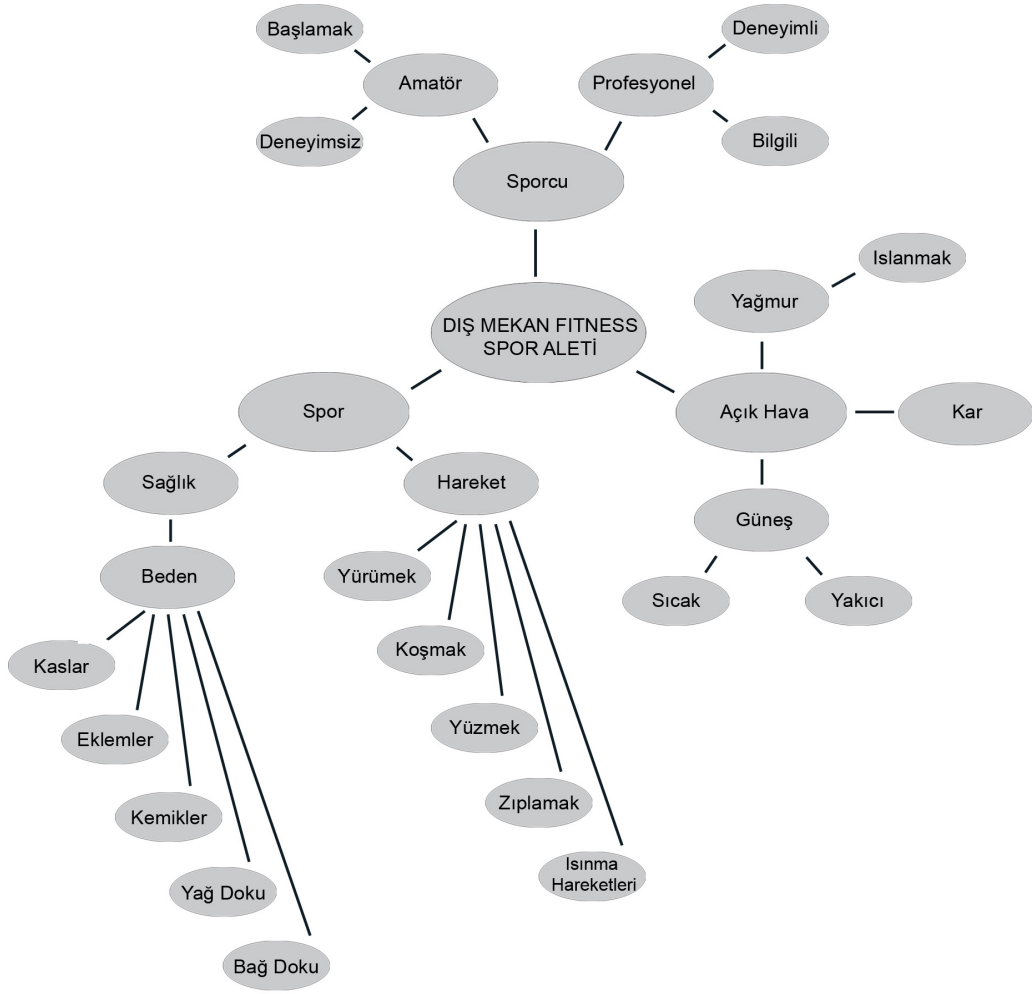 Başlamak
Deneyimli
Amatör
Profesyonel
Deneyimsiz
Bilgili
Sporcu
Islanmak
Yağmur
DIŞ MEKAN FITNESS
SPOR ALETİ
Spor
Açık Hava
Kar
Sağlık
Hareket
Güneş
Beden
Yürümek
Sıcak
Yakıcı
Kaslar
Koşmak
Eklemler
Yüzmek
Kemikler
Zıplamak
Yağ Doku
Isınma
Hareketleri
Bağ Doku